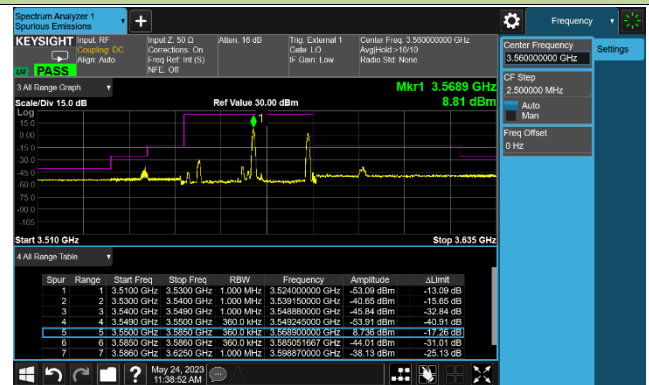 Spectrum Analyzer 1
Spurious Emissions
Frequency
KEYSIGHT Input: RF
Coupling: DC
Align: Auto
Input Z: 50 Ω
Corrections: On
Freq Ref: Int (S)
NFE: Off
Atten: 16 dB
Trig: External 1
Gate: LO
IF Gain: Low
Center Freq: 3.560000000 GHz
Avg|Hold:>10/10
Radio Std: None
PASS
Center Frequency
3.560000000 GHz
Settings
CF Step
2.500000 MHz
Auto
Man
Freq Offset
0 Hz
3 All Range Graph
Mkr1 3.5689 GHz
Scale/Div 15.0 dB
Ref Value 30.00 dBm
8.81 dBm
Log
15.0
0.00
-15.0
-30.0
-45.0
-60.0
-75.0
-90.0
-105
1
Start 3.510 GHz
Stop 3.635 GHz
4 All Range Table
Spur Range Start Freq Stop Freq RBW Frequency Amplitude ΔLimit
1 1 3.5100 GHz 3.5300 GHz 1.000 MHz 3.524000000 GHz -53.09 dBm -13.09 dB
2 2 3.5300 GHz 3.5400 GHz 1.000 MHz 3.539150000 GHz -40.65 dBm -15.65 dB
3 3 3.5400 GHz 3.5490 GHz 1.000 MHz 3.548880000 GHz -45.84 dBm -32.84 dB
4 4 3.5490 GHz 3.5500 GHz 360.0 kHz 3.549245000 GHz -53.91 dBm -40.91 dB
5 5 3.5500 GHz 3.5850 GHz 360.0 kHz 3.568900000 GHz 8.736 dBm -17.26 dB
6 6 3.5850 GHz 3.5860 GHz 360.0 kHz 3.585051667 GHz -44.01 dBm -31.01 dB
7 7 3.5860 GHz 3.6250 GHz 1.000 MHz 3.598870000 GHz -38.13 dBm -25.13 dB
May 24, 2023
11:38:52 AM